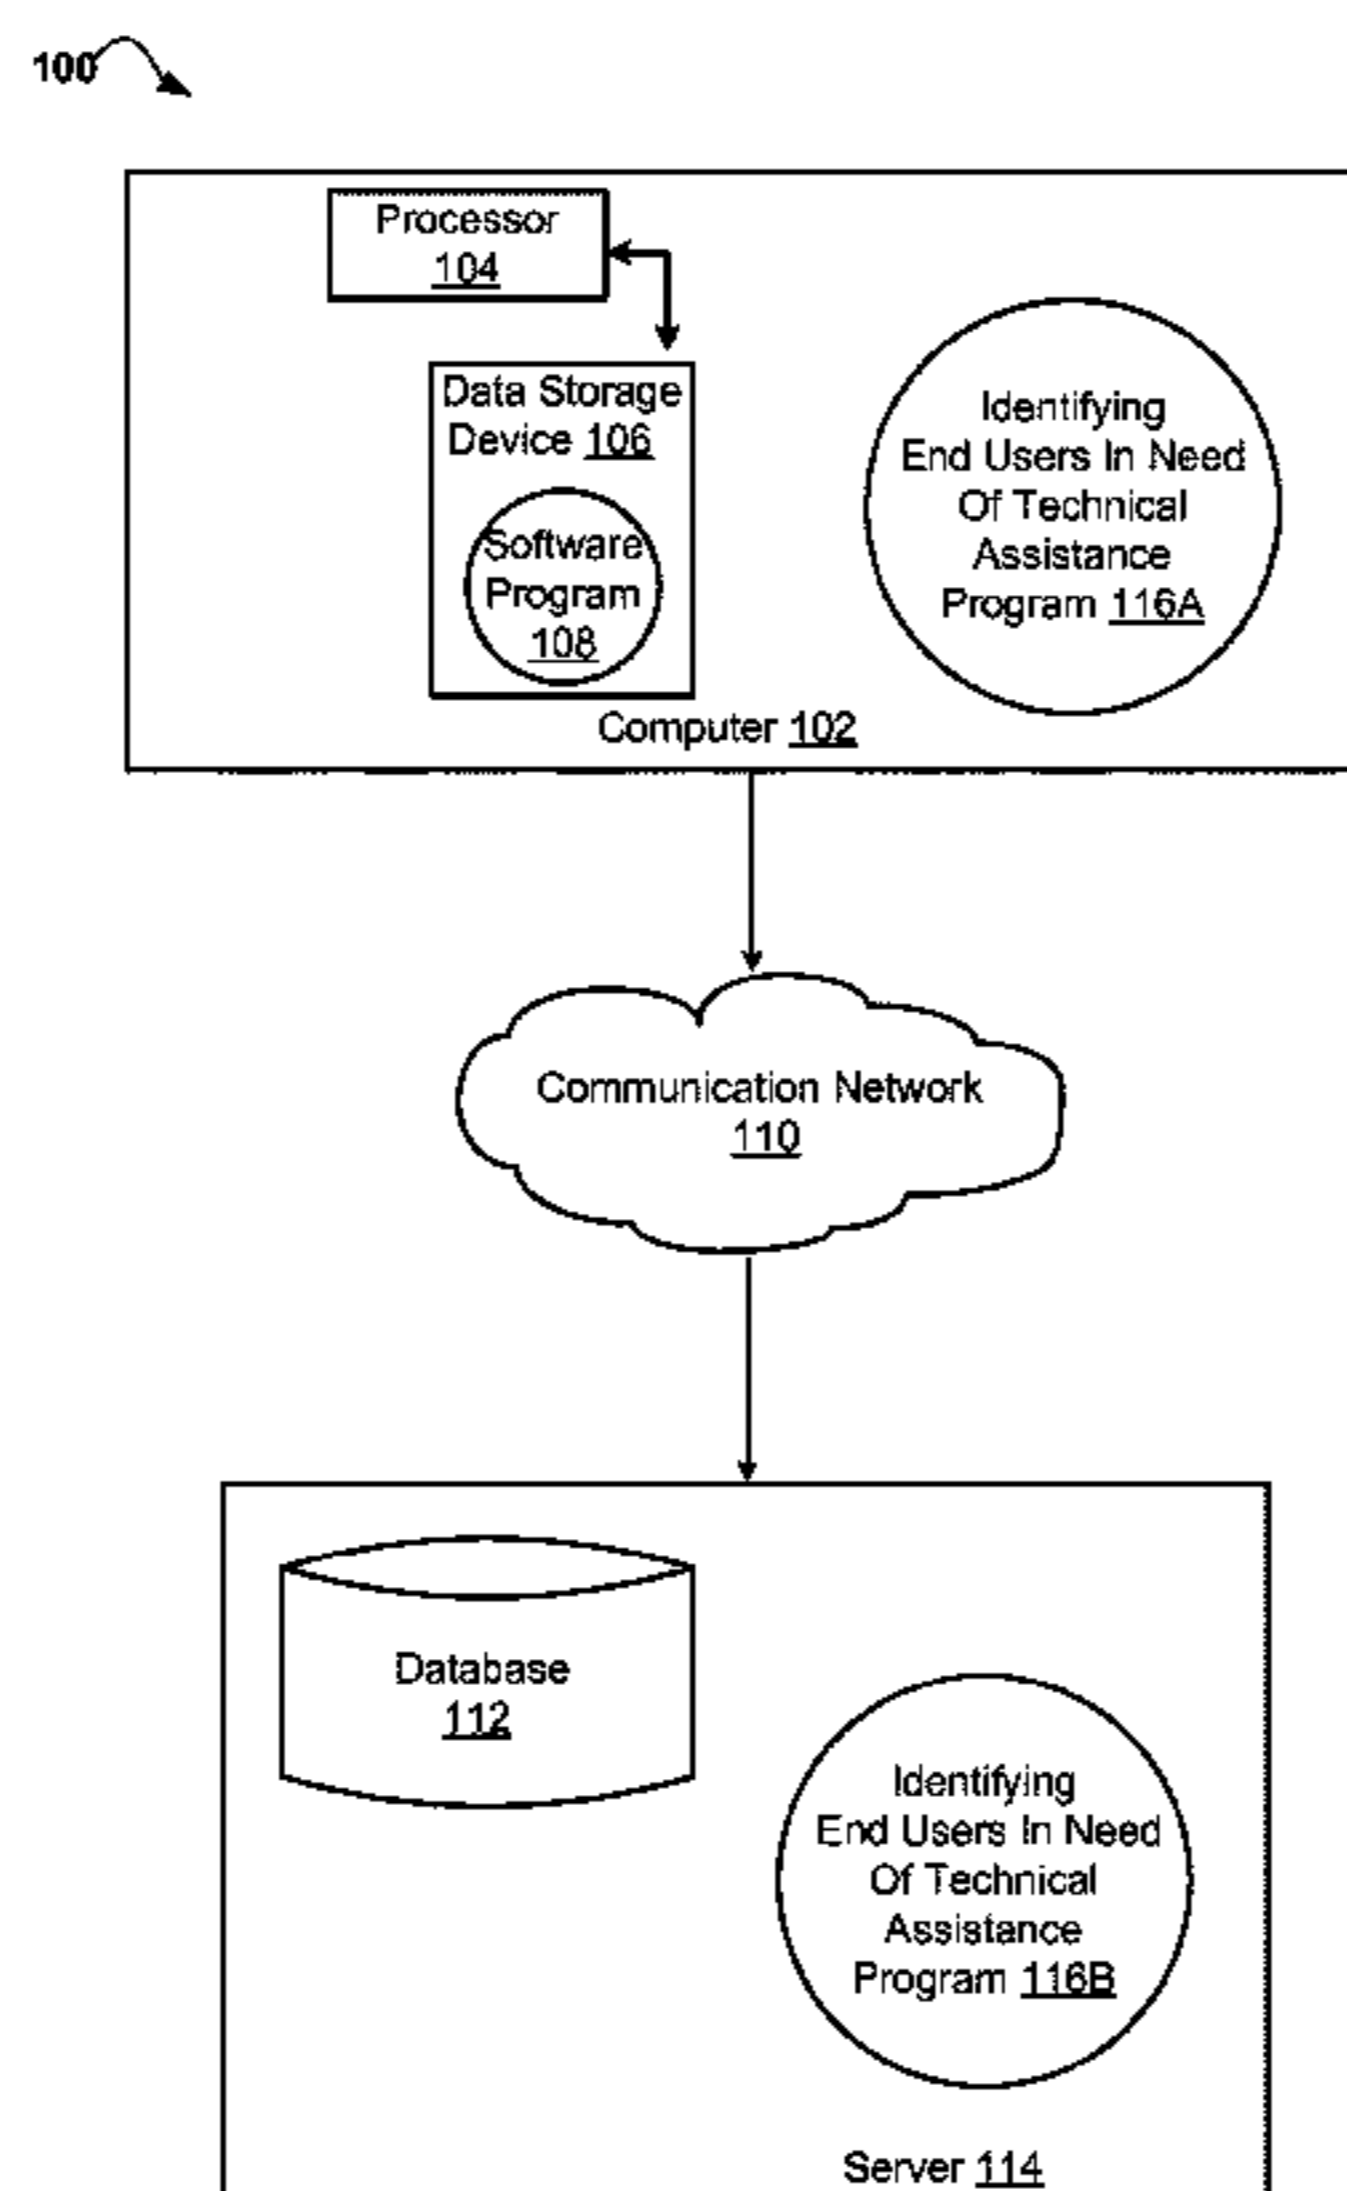 100
Processor
104
Data Storage
Device 106
Software
Program
108
Identifying
End Users In Need
Of Technical
Assistance
Program 116A
Computer 102
Communication Network
110
Database
112
Identifying
End Users In Need
Of Technical
Assistance
Program 116B
Server 114